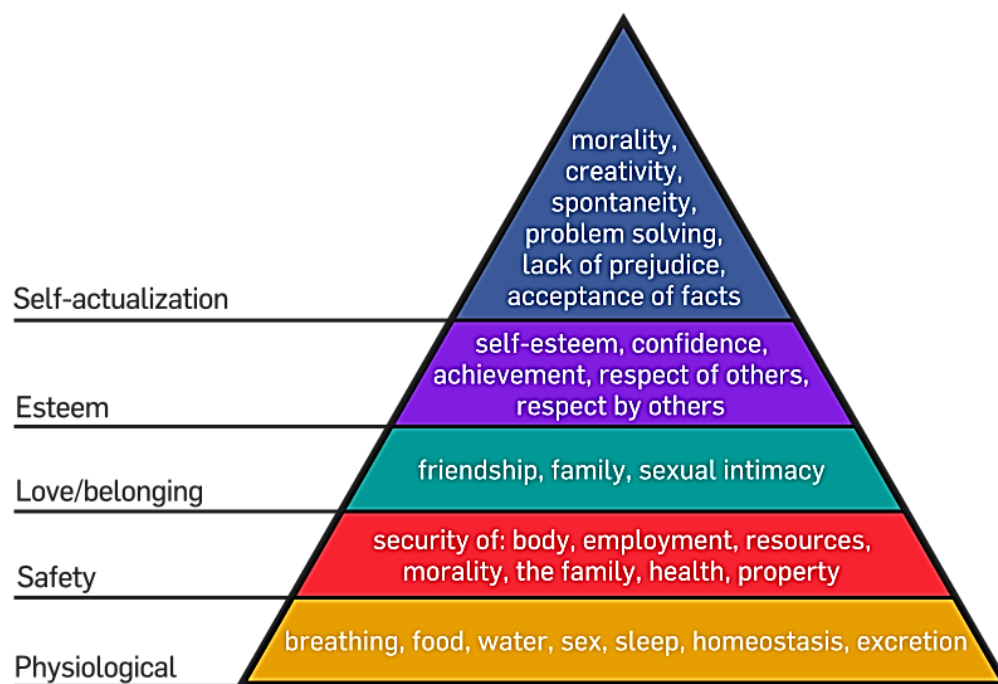 morality,
creativity,
spontaneity,
problem solving,
lack of prejudice,
acceptance of facts
Self-actualization
self-esteem, confidence,
achievement, respect of others,
respect by others
Esteem
friendship, family, sexual intimacy
Love/belonging
security of: body, employment, resources,
morality, the family, health, property
Safety
breathing, food, water, sex, sleep, homeostasis, excretion
Physiological